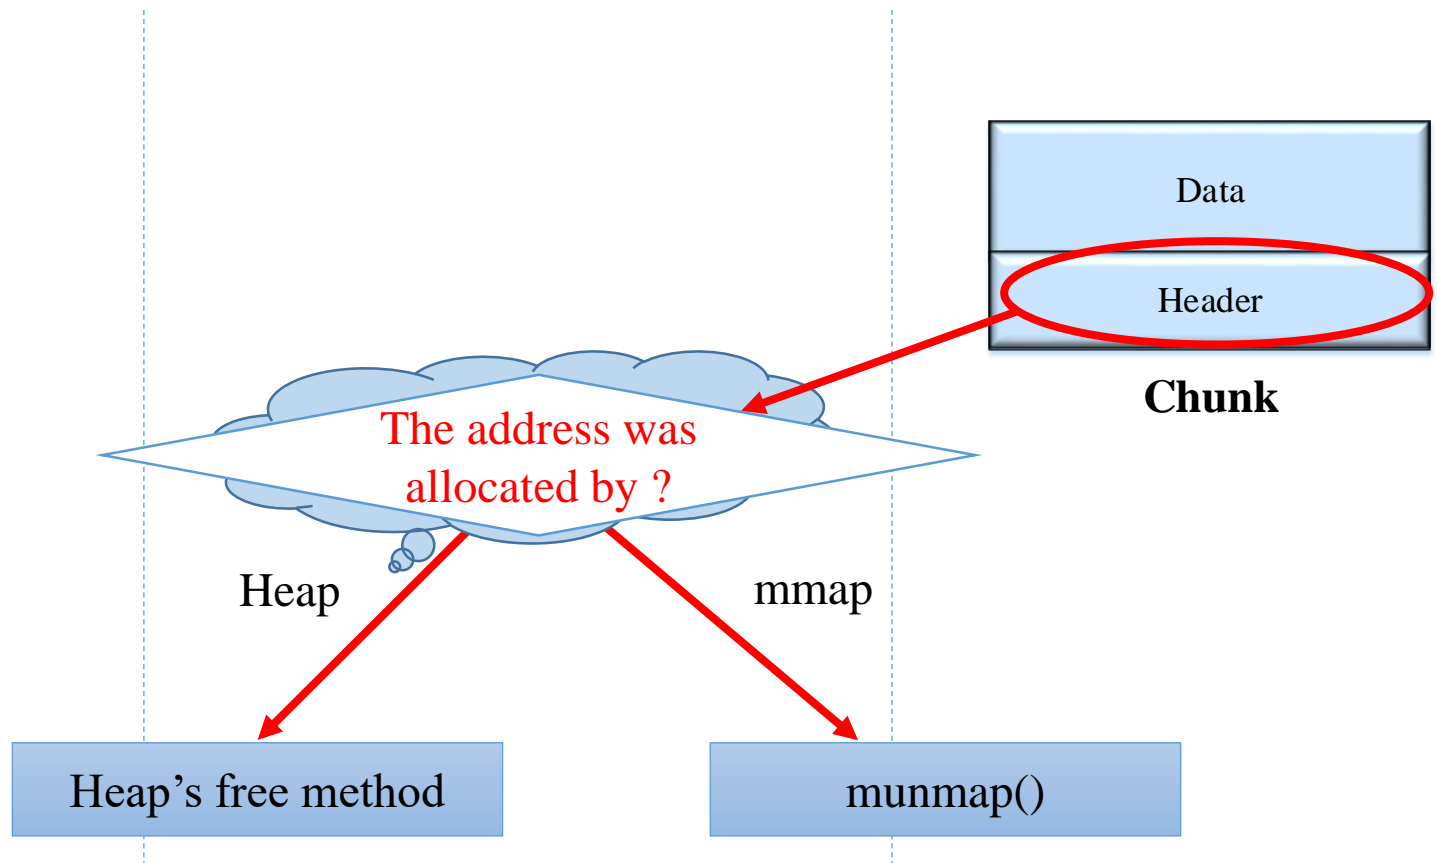 Data
Header
Chunk
The address was
allocated by ?
Heap
mmap
Heap’s free method
munmap()